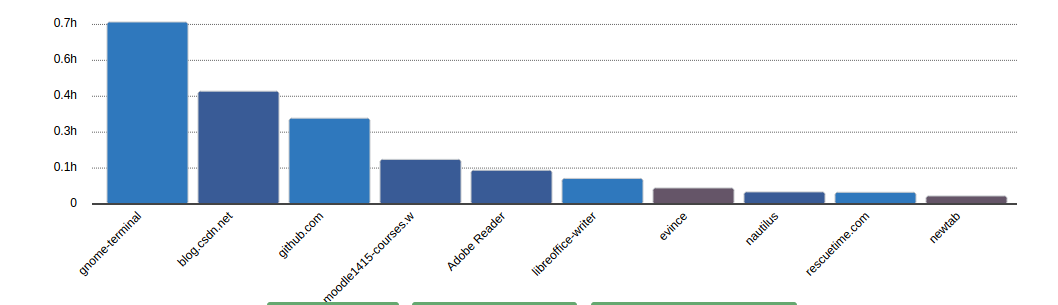 0.7h
0.6h
0.4h
0.3h
0.1h
0
gnome-terminal
blog.csdn.net
github.com
moodle1415-courses.w
Adobe Reader
libreoffice-writer
evince
nautilus
rescuetime.com
newtab